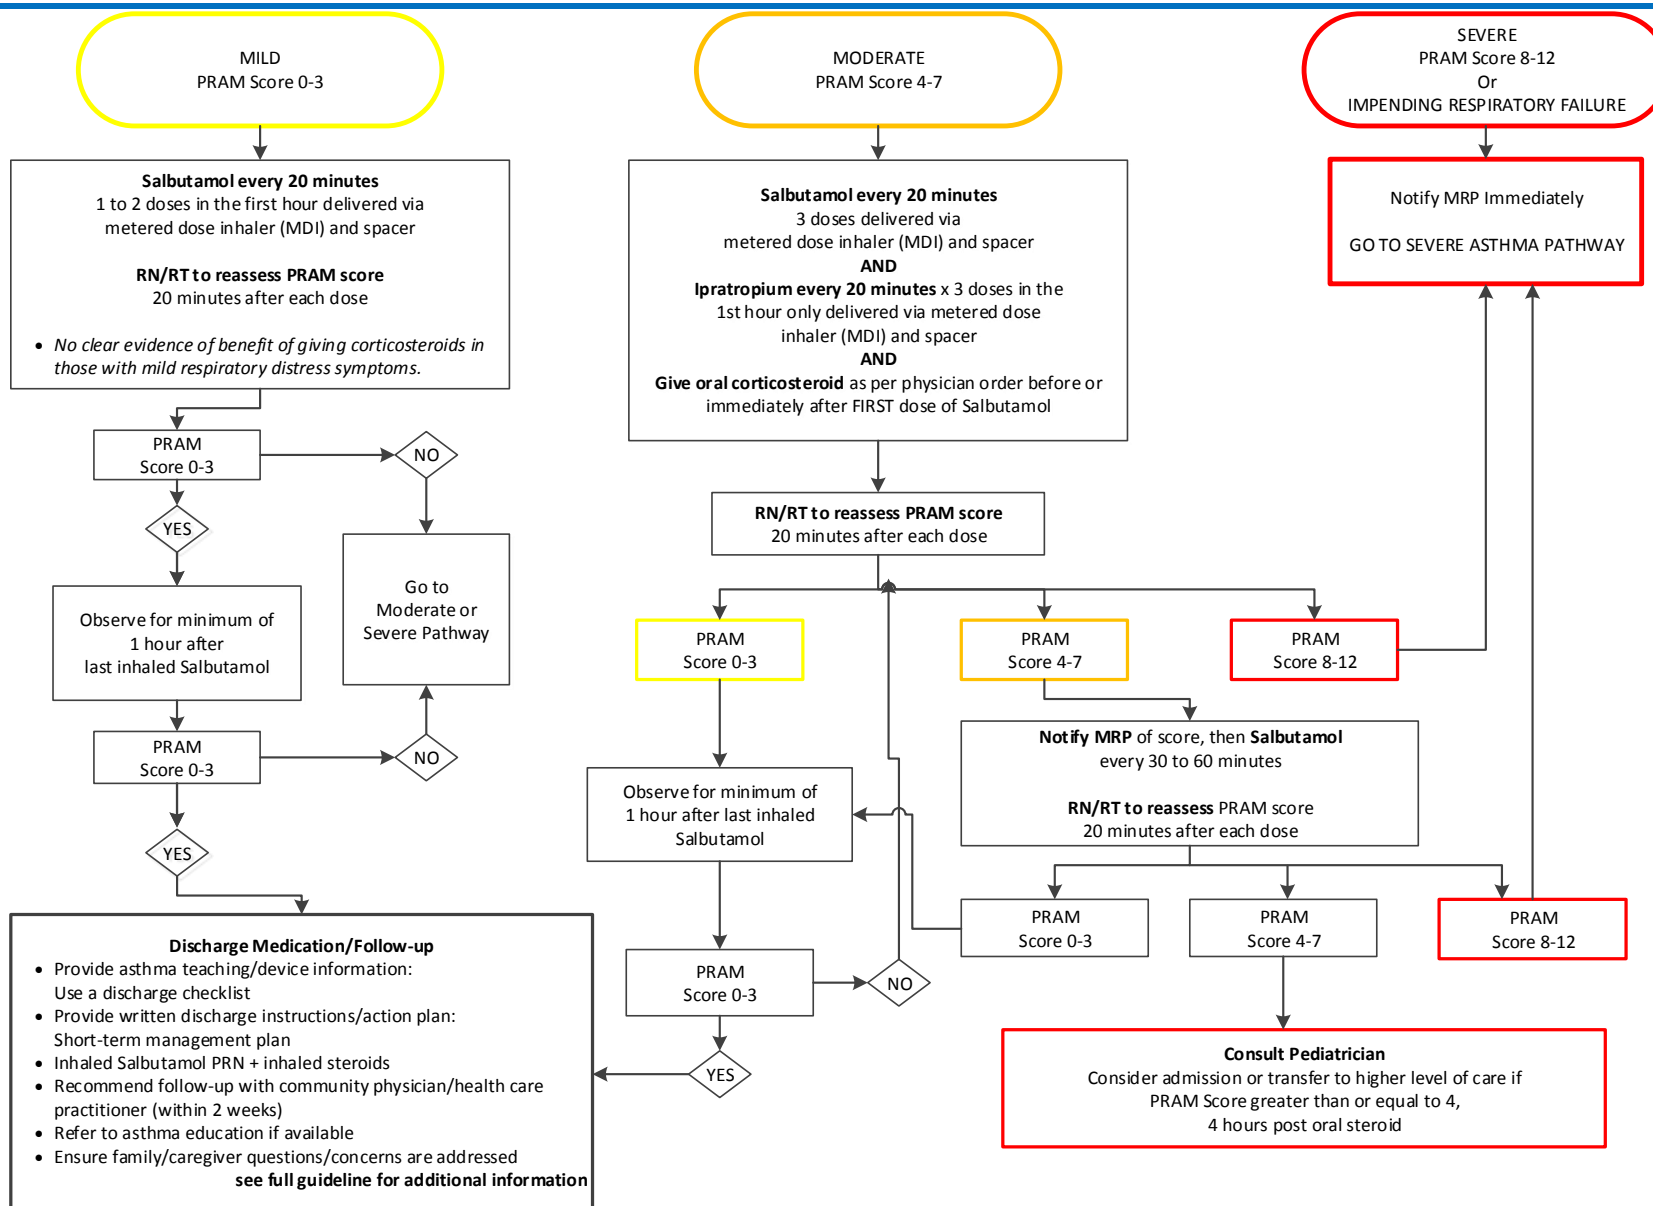 MILD
PRAM Score 0-3
MODERATE
PRAM Score 4-7
SEVERE
PRAM Score 8-12
Or
IMPENDING RESPIRATORY FAILURE
Salbutamol every 20 minutes
1 to 2 doses in the first hour delivered via
metered dose inhaler (MDI) and spacer
RN/RT to reassess PRAM score
20 minutes after each dose
• No clear evidence of benefit of giving corticosteroids in
those with mild respiratory distress symptoms.
PRAM
Score 0-3
NO
YES
Go to
Moderate or
Severe Pathway
Observe for minimum of
1 hour after
last inhaled Salbutamol
PRAM
Score 0-3
NO
YES
Discharge Medication/Follow-up
• Provide asthma teaching/device information:
Use a discharge checklist
• Provide written discharge instructions/action plan:
Short-term management plan
• Inhaled Salbutamol PRN + inhaled steroids
• Recommend follow-up with community physician/health care
practitioner (within 2 weeks)
• Refer to asthma education if available
• Ensure family/caregiver questions/concerns are addressed
see full guideline for additional information
Salbutamol every 20 minutes
3 doses delivered via
metered dose inhaler (MDI) and spacer
AND
Ipratropium every 20 minutes x 3 doses in the
1st hour only delivered via metered dose
inhaler (MDI) and spacer
AND
Give oral corticosteroid as per physician order before or
immediately after FIRST dose of Salbutamol
RN/RT to reassess PRAM score
20 minutes after each dose
PRAM
Score 0-3
PRAM
Score 4-7
PRAM
Score 8-12
Observe for minimum of
1 hour after last inhaled
Salbutamol
Notify MRP of score, then Salbutamol
every 30 to 60 minutes
RN/RT to reassess PRAM score
20 minutes after each dose
PRAM
Score 0-3
PRAM
Score 4-7
PRAM
Score 8-12
PRAM
Score 0-3
NO
YES
Consult Pediatrician
Consider admission or transfer to higher level of care if
PRAM Score greater than or equal to 4,
4 hours post oral steroid
Notify MRP Immediately
GO TO SEVERE ASTHMA PATHWAY